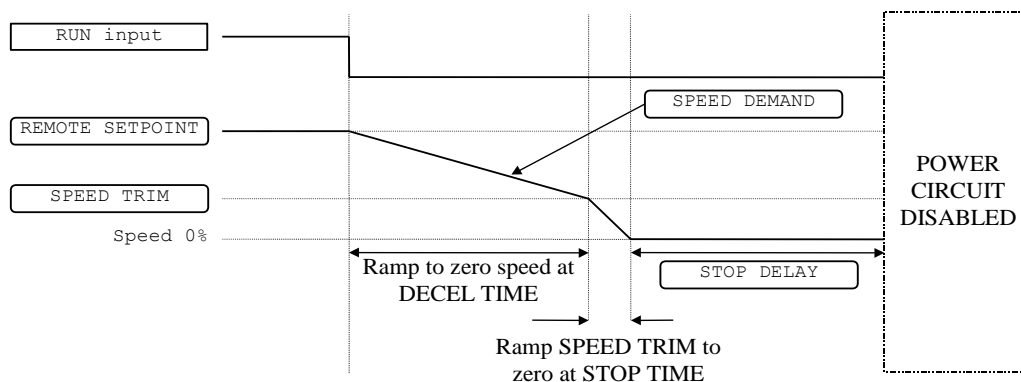 RUN input
SPEED DEMAND
REMOTE SETPOINT
POWER
CIRCUIT
DISABLED
SPEED TRIM
Speed 0%
Ramp to zero speed at
DECEL TIME
STOP DELAY
Ramp SPEED TRIM to
zero at STOP TIME